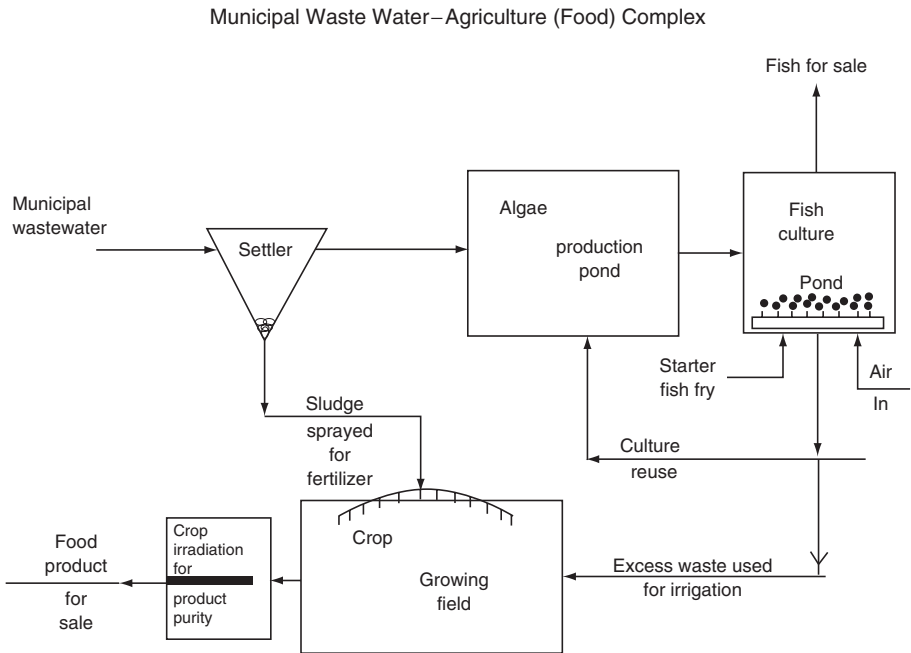 Municipal Waste Water–Agriculture (Food) Complex
Fish for sale
Municipal
wastewater
Settler
Algae
production
pond
Fish
culture
Pond
Starter
fish fry
Air
In
Sludge
sprayed
for
fertilizer
Culture
reuse
Crop
Growing
field
Excess waste used
for irrigation
Crop
irradiation
for
product
purity
Food
product
for
sale